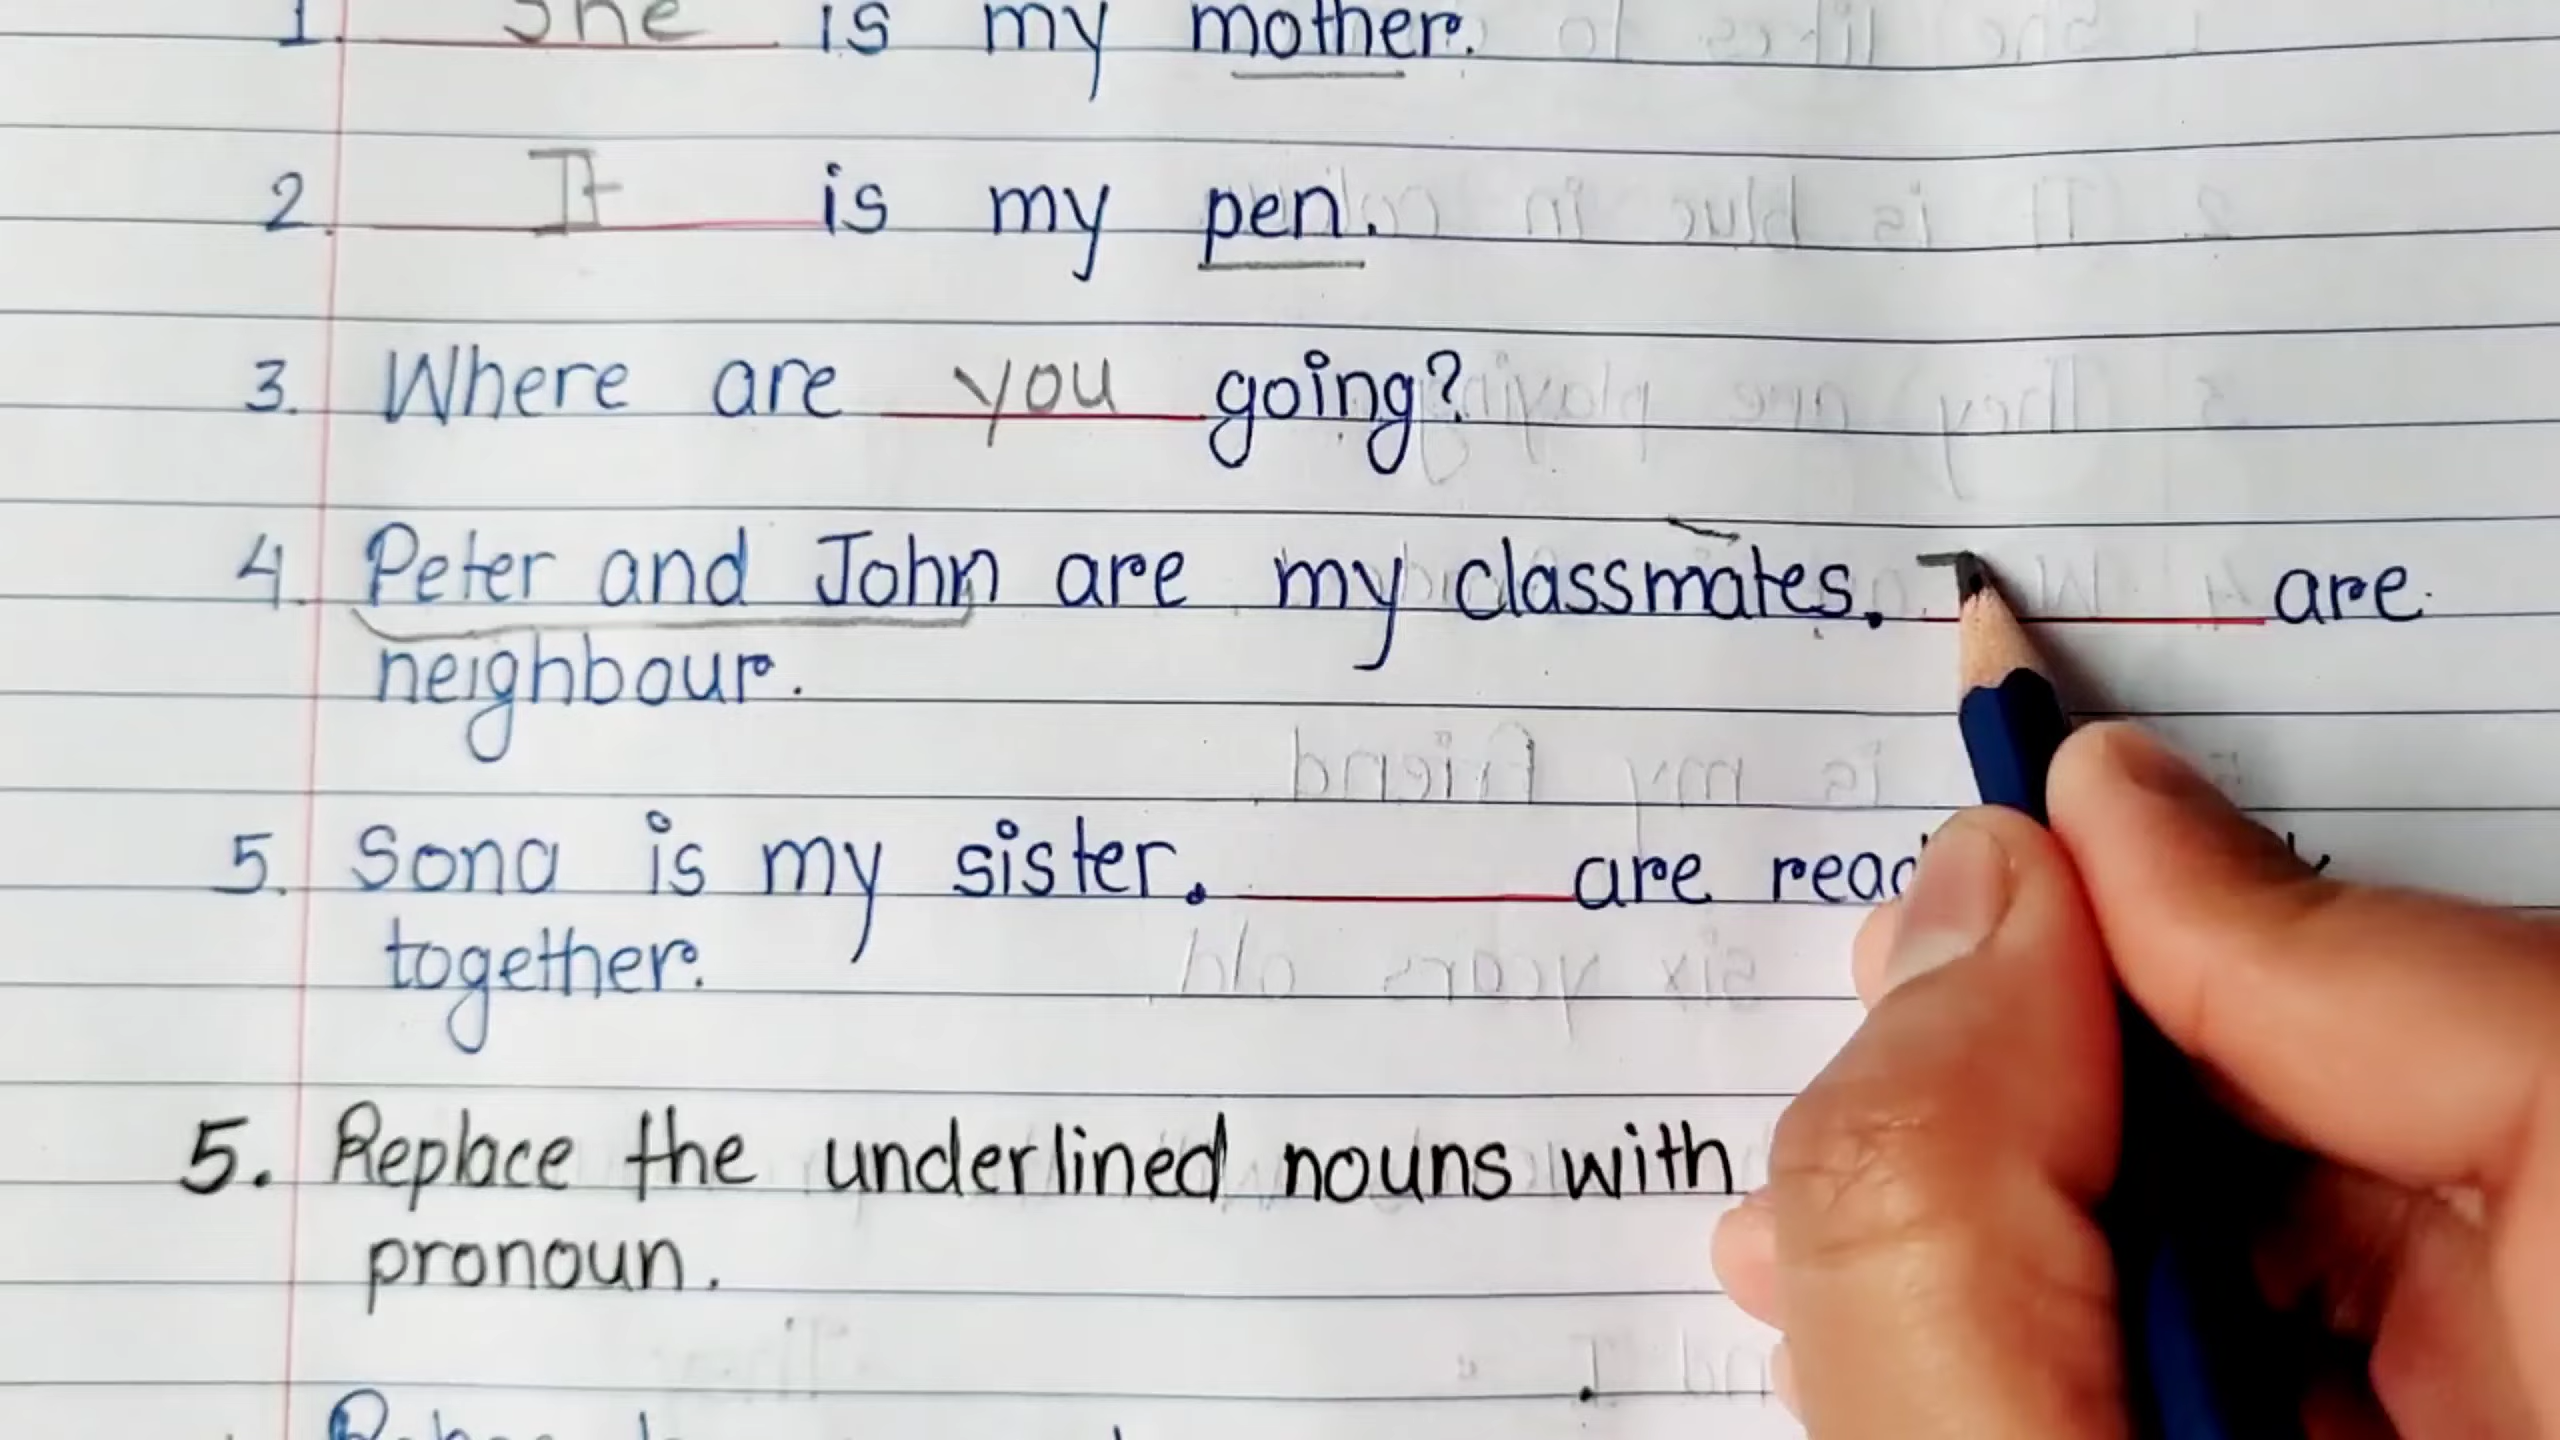 1. She is my mother.
2. It is my pen.
3. Where are you going?
4. Peter and John are my classmates. ______ are
neighbour.
5. Sona is my sister. ______ are
together.
5. Replace the underlined nouns with
pronoun.